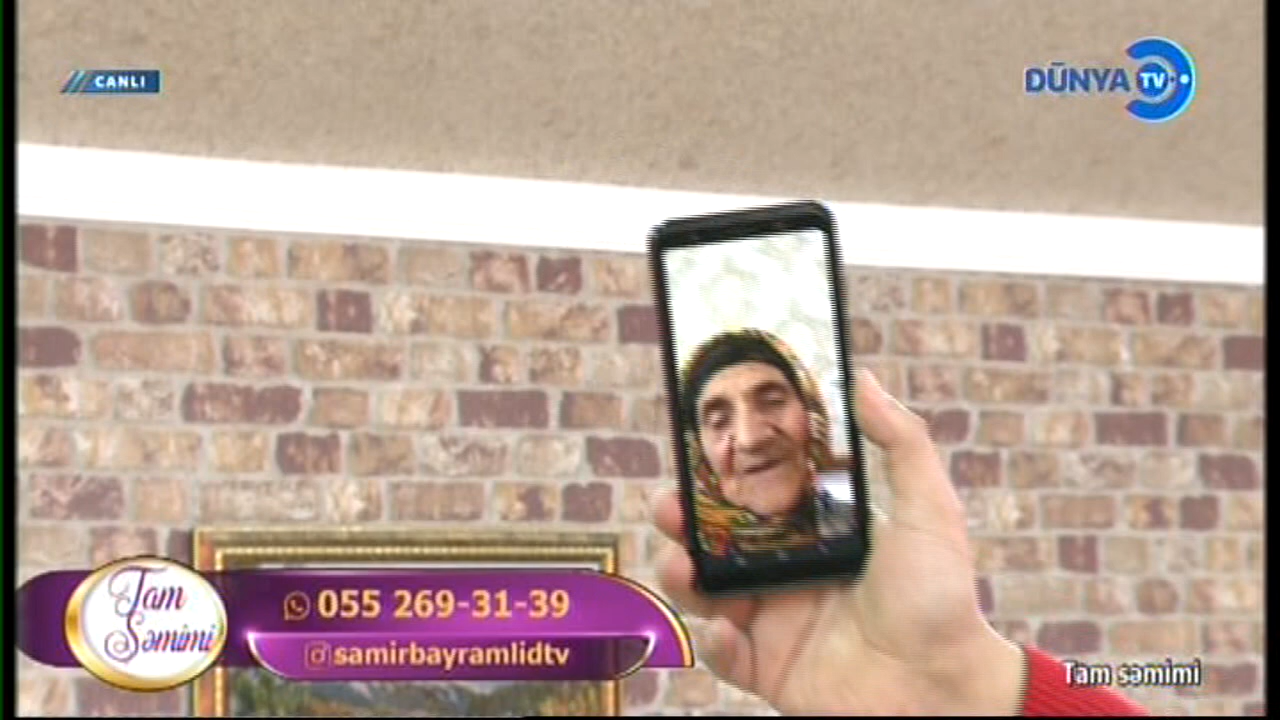 CANLI
DÜNYA TV
Tam
Səmimi
055 269-31-39
samirbayramlidtv
Tam səmimi